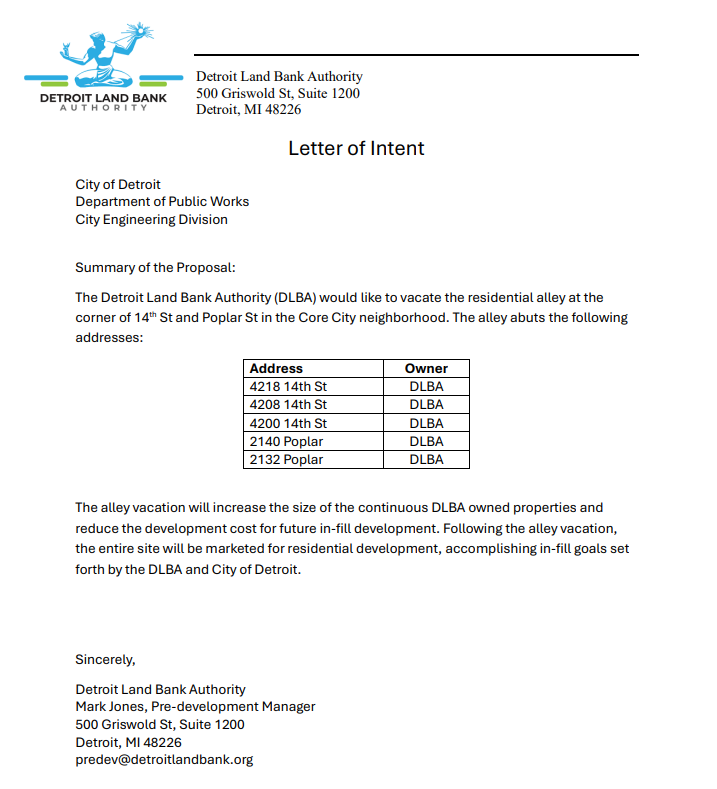 DETROIT LAND BANK
AUTHORITY
Detroit Land Bank Authority
500 Griswold St, Suite 1200
Detroit, MI 48226
Letter of Intent
City of Detroit
Department of Public Works
City Engineering Division
Summary of the Proposal:
The Detroit Land Bank Authority (DLBA) would like to vacate the residential alley at the
corner of 14th St and Poplar St in the Core City neighborhood. The alley abuts the following
addresses:
Address Owner
4218 14th St DLBA
4208 14th St DLBA
4200 14th St DLBA
2140 Poplar DLBA
2132 Poplar DLBA
The alley vacation will increase the size of the continuous DLBA owned properties and
reduce the development cost for future in-fill development. Following the alley vacation,
the entire site will be marketed for residential development, accomplishing in-fill goals set
forth by the DLBA and City of Detroit.
Sincerely,
Detroit Land Bank Authority
Mark Jones, Pre-development Manager
500 Griswold St, Suite 1200
Detroit, MI 48226
predev@detroitlandbank.org